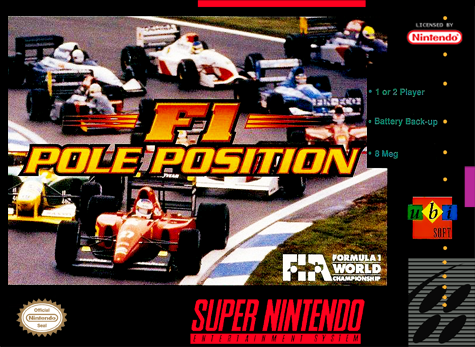 LICENSED BY
Nintendo
• 1 or 2 Player
• Battery Back-up
• 8 Meg
F1
POLE POSITION
ubi
SOFT
FIA
FORMULA 1
WORLD
CHAMPIONSHIP
Official
Nintendo
Seal
SUPER NINTENDO
ENTERTAINMENT SYSTEM